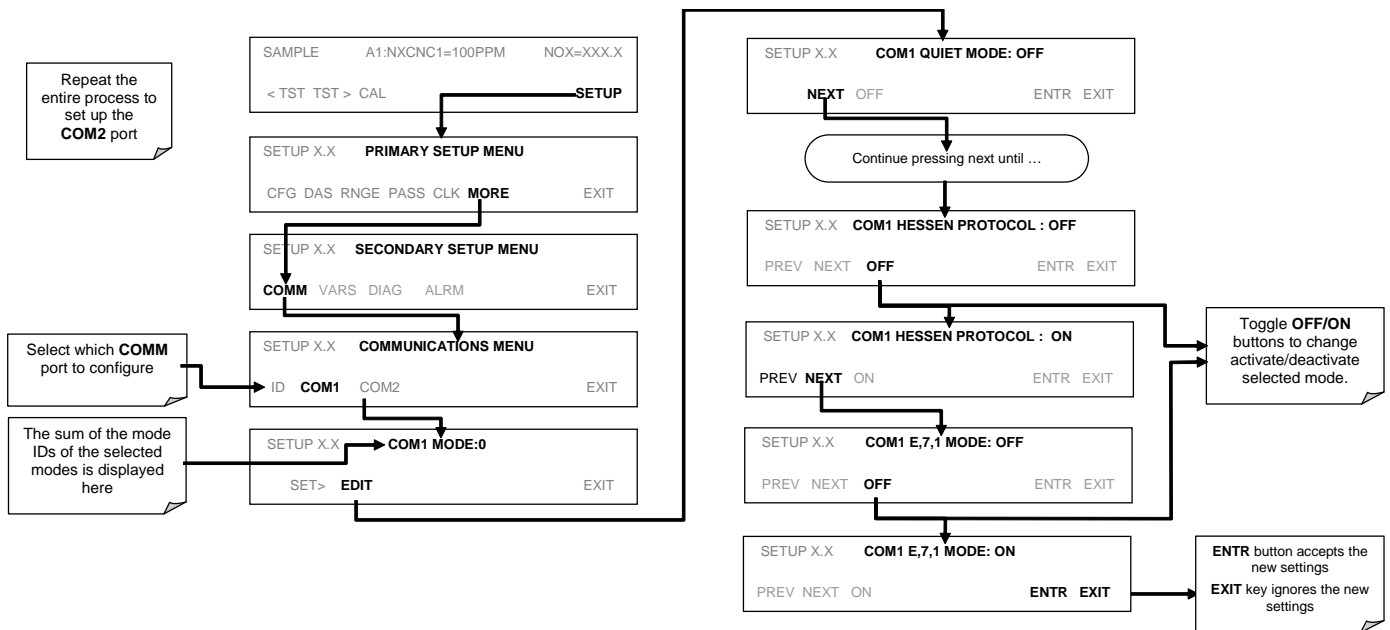 Repeat the
entire process to
set up the
COM2 port
SAMPLE A1:NXCNC1=100PPM NOX=XXX.X
< TST TST > CAL SETUP
SETUP X.X PRIMARY SETUP MENU
CFG DAS RNGE PASS CLK MORE EXIT
SETUP X.X SECONDARY SETUP MENU
COMM VARS DIAG ALRM EXIT
Select which COMM
port to configure
SETUP X.X COMMUNICATIONS MENU
ID COM1 COM2 EXIT
The sum of the mode
IDs of the selected
modes is displayed
here
SETUP X.X COM1 MODE:0
SET> EDIT EXIT
SETUP X.X COM1 QUIET MODE: OFF
NEXT OFF ENTR EXIT
Continue pressing next until …
SETUP X.X COM1 HESSEN PROTOCOL : OFF
PREV NEXT OFF ENTR EXIT
SETUP X.X COM1 HESSEN PROTOCOL : ON
PREV NEXT ON ENTR EXIT
Toggle OFF/ON
buttons to change
activate/deactivate
selected mode.
SETUP X.X COM1 E,7,1 MODE: OFF
PREV NEXT OFF ENTR EXIT
SETUP X.X COM1 E,7,1 MODE: ON
PREV NEXT ON ENTR EXIT
ENTR button accepts the
new settings
EXIT key ignores the new
settings